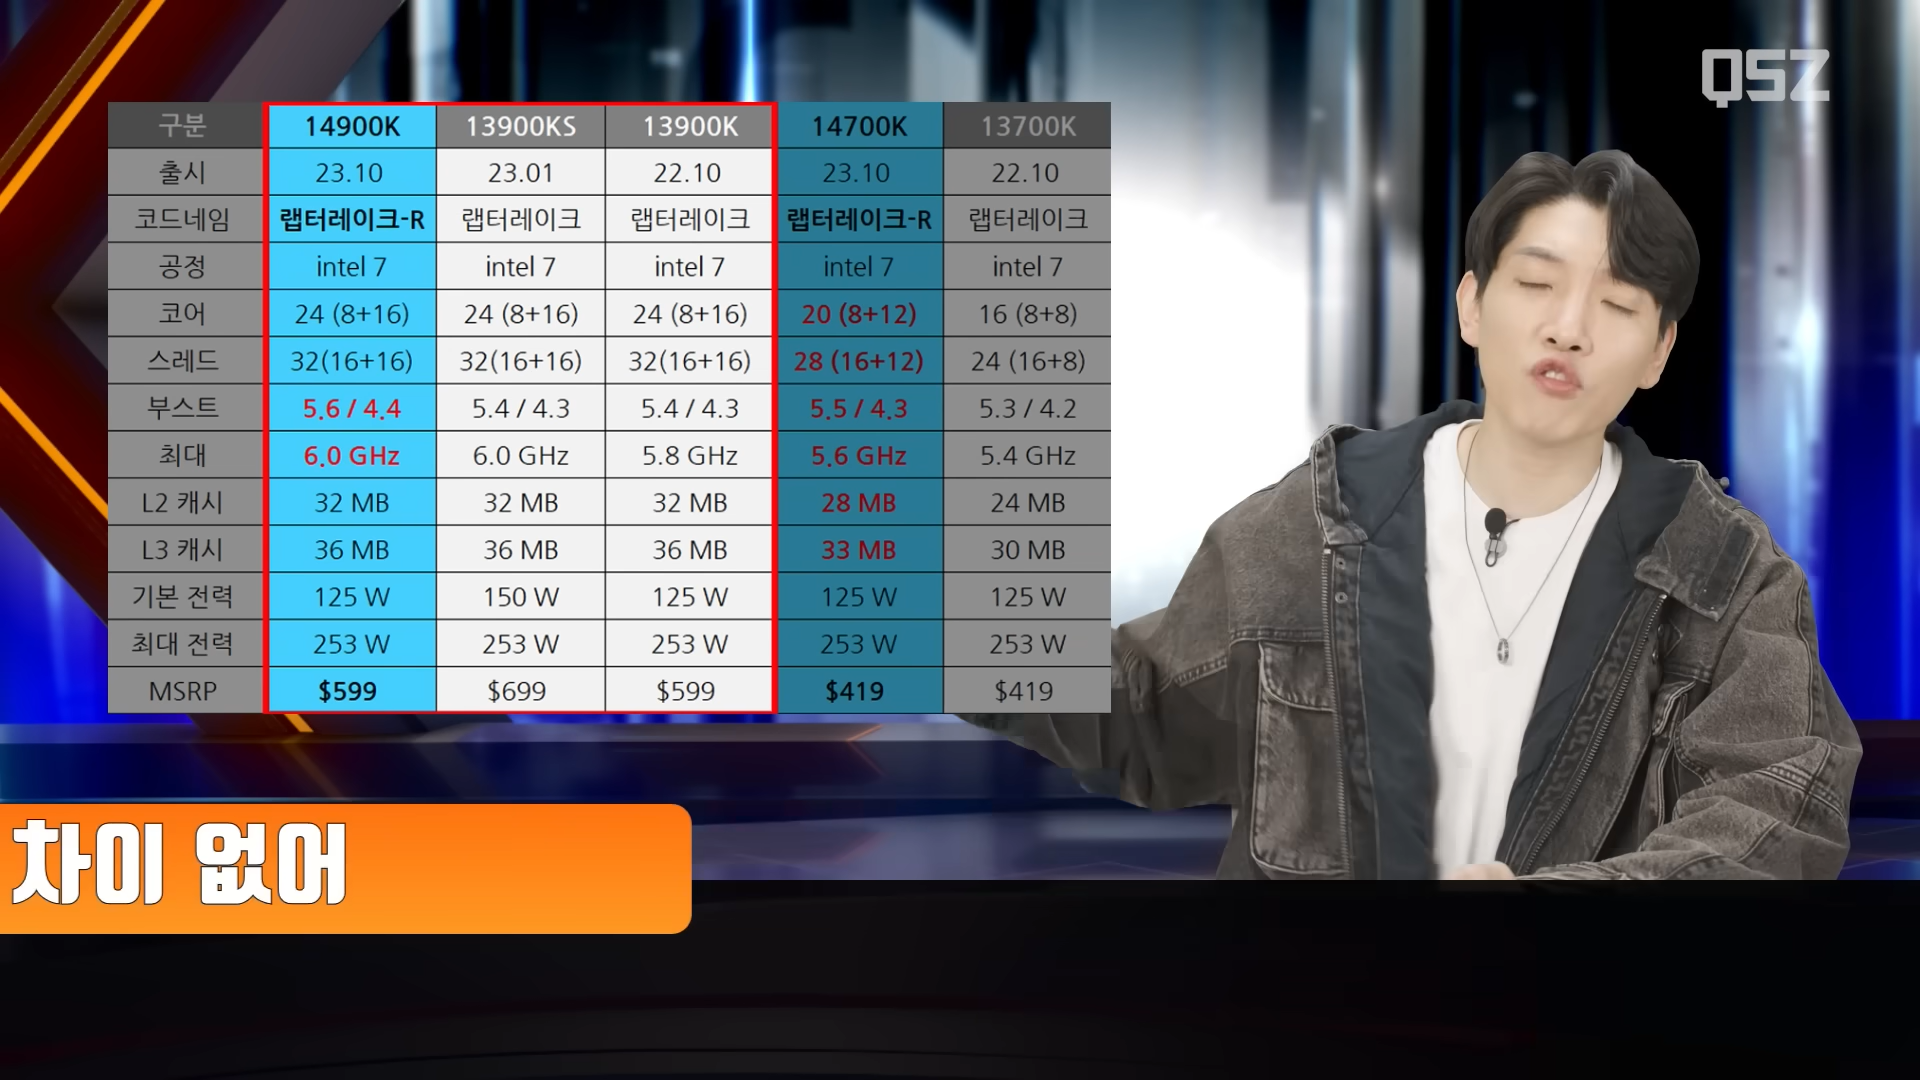 QSZ
구분 14900K 13900KS 13900K 14700K 13700K
출시 23.10 23.01 22.10 23.10 22.10
코드네임 랩터레이크-R 랩터레이크 랩터레이크 랩터레이크-R 랩터레이크
공정 intel 7 intel 7 intel 7 intel 7 intel 7
코어 24 (8+16) 24 (8+16) 24 (8+16) 20 (8+12) 16 (8+8)
스레드 32(16+16) 32(16+16) 32(16+16) 28 (16+12) 24 (16+8)
부스트 5.6 / 4.4 5.4 / 4.3 5.4 / 4.3 5.5 / 4.3 5.3 / 4.2
최대 6.0 GHz 6.0 GHz 5.8 GHz 5.6 GHz 5.4 GHz
L2 캐시 32 MB 32 MB 32 MB 28 MB 24 MB
L3 캐시 36 MB 36 MB 36 MB 33 MB 30 MB
기본 전력 125 W 150 W 125 W 125 W 125 W
최대 전력 253 W 253 W 253 W 253 W 253 W
MSRP $599 $699 $599 $419 $419
차이 없어